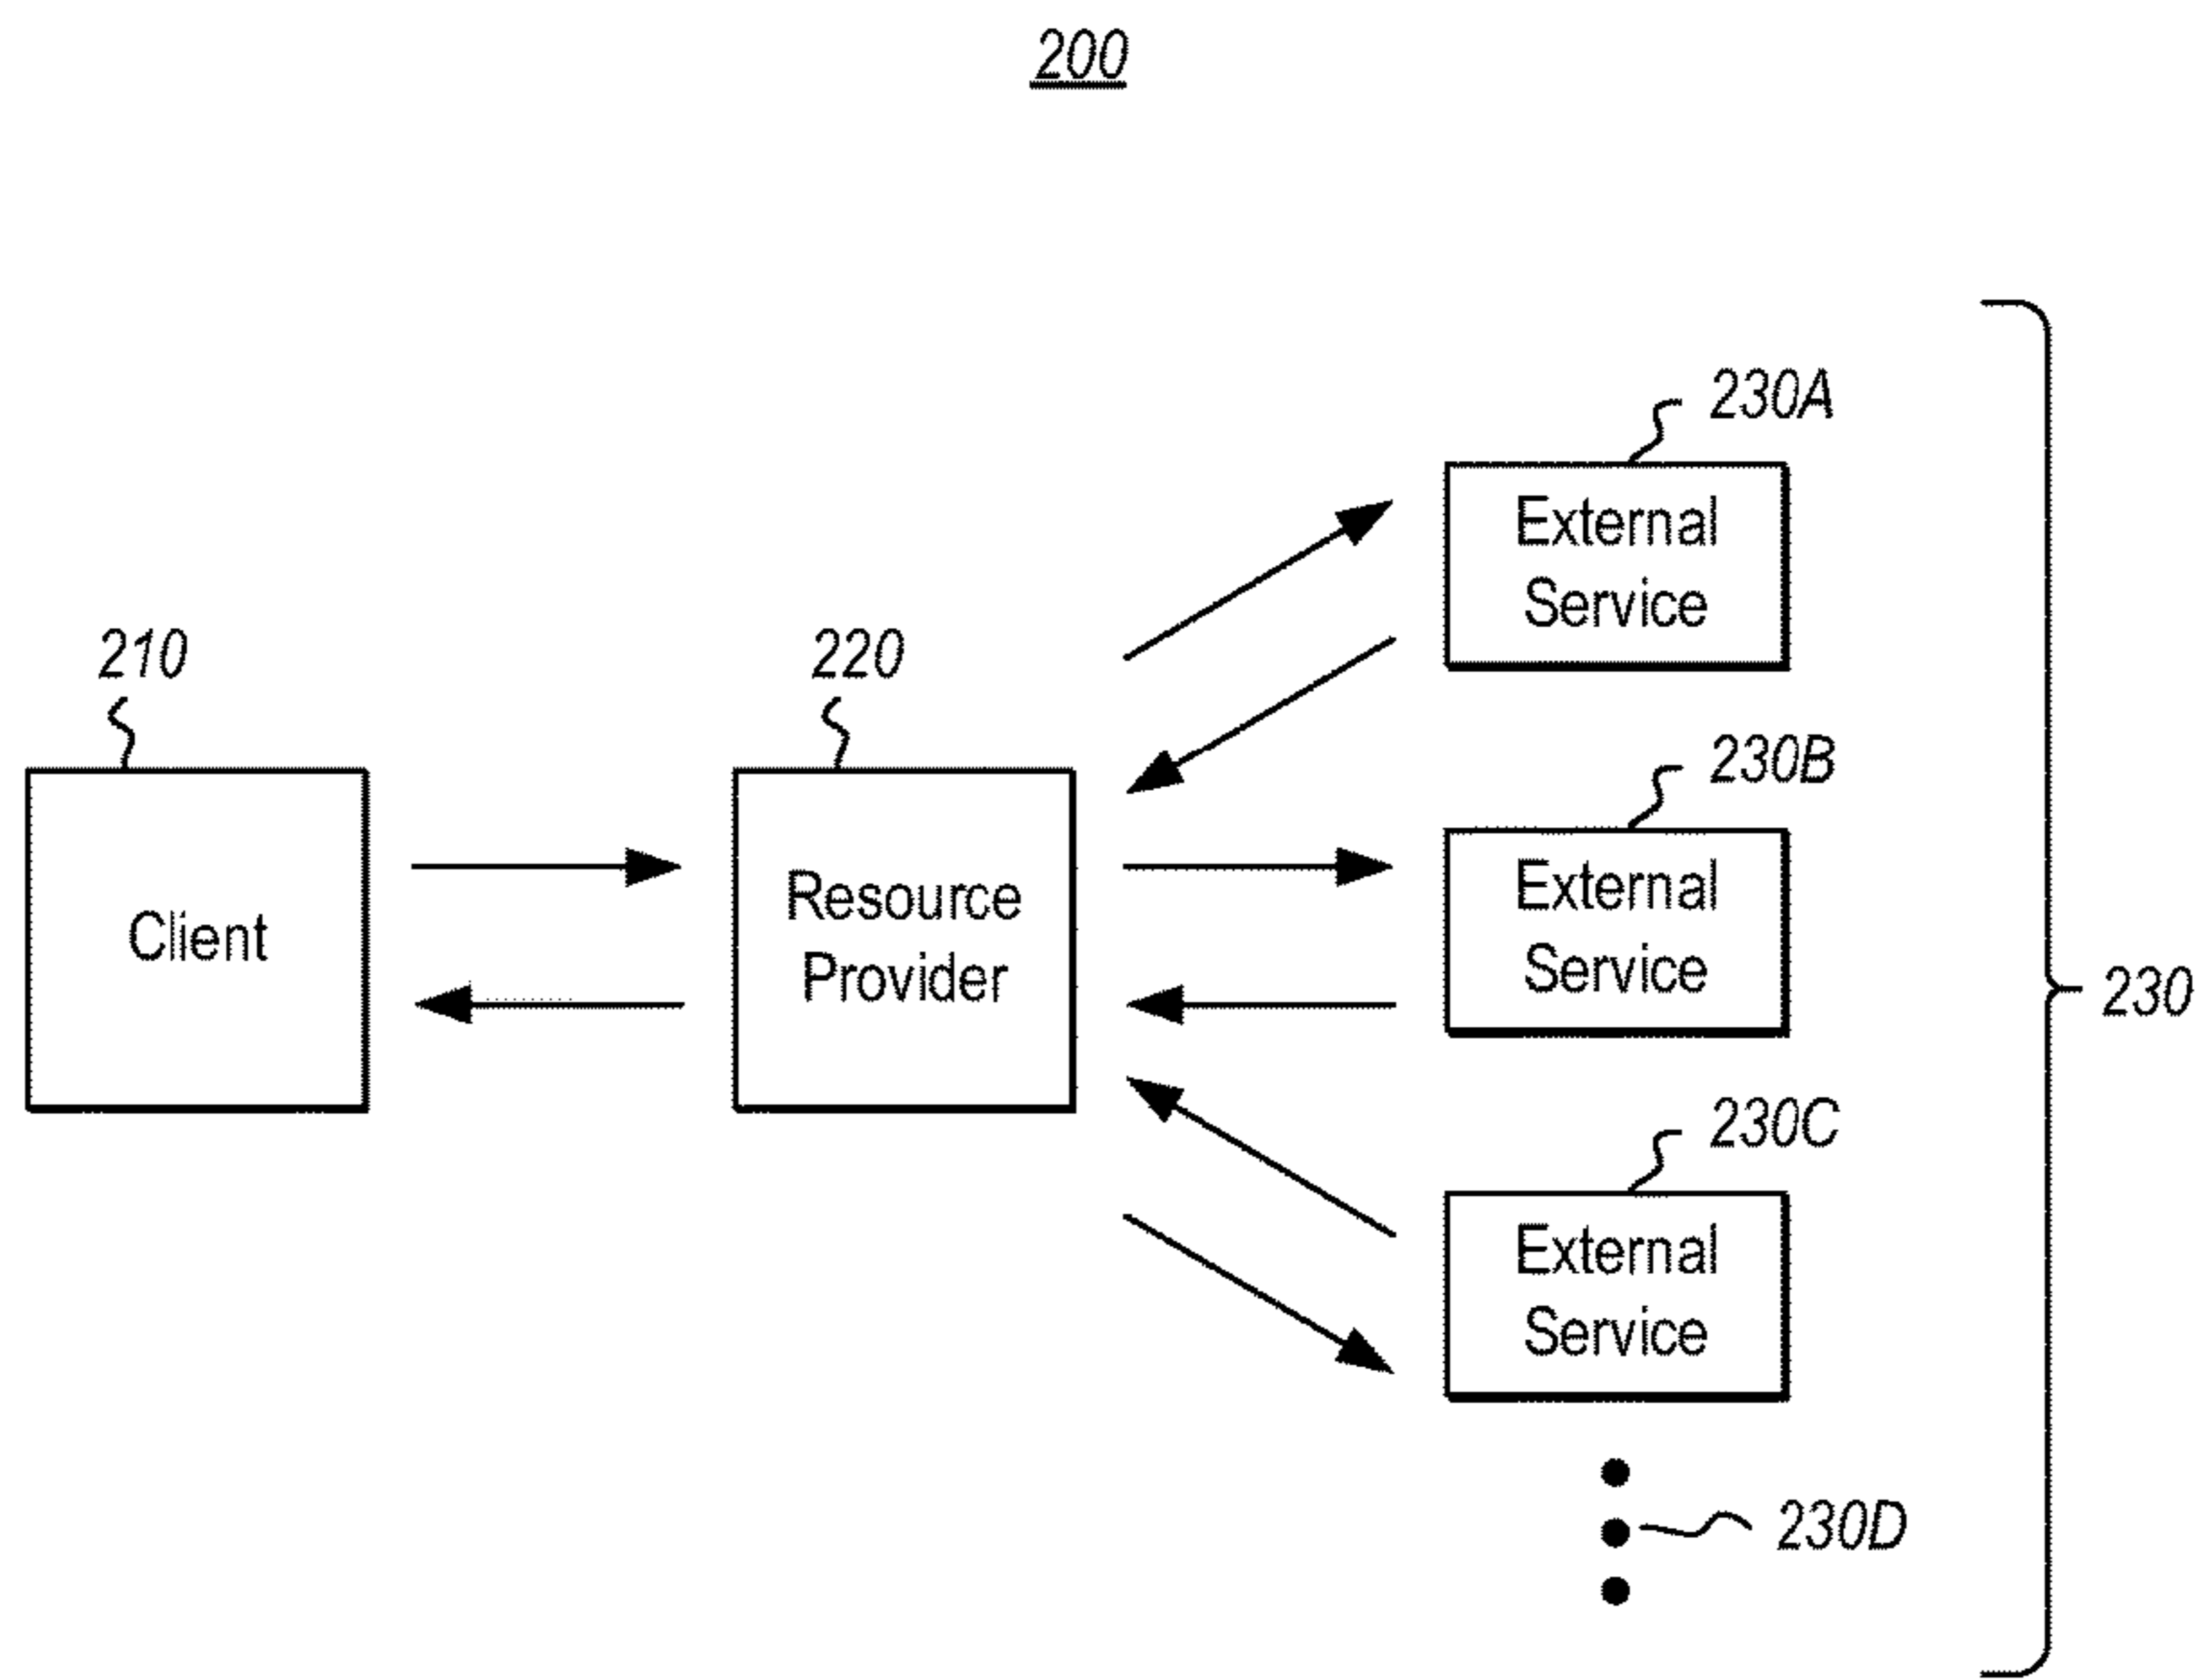 200
230A
External
Service
210
220
230B
Client
Resource
Provider
External
Service
230
230C
External
Service
230D